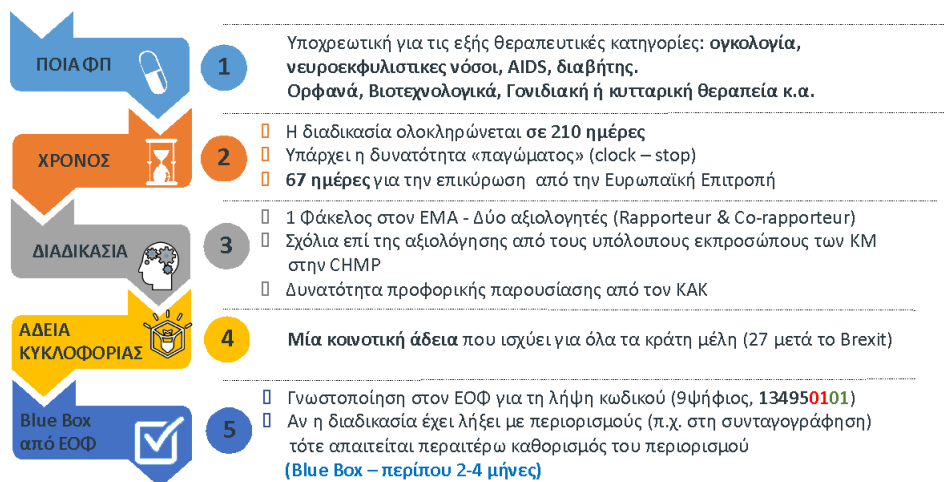 ΠΟΙΑ ΦΠ
1
Υποχρεωτική για τις εξής θεραπευτικές κατηγορίες: ογκολογία,
νευροεκφυλιστικες νόσοι, AIDS, διαβήτης.
Ορφανά, Βιοτεχνολογικά, Γονιδιακή ή κυτταρική θεραπεία κ.α.
ΧΡΟΝΟΣ
2
Η διαδικασία ολοκληρώνεται σε 210 ημέρες
Υπάρχει η δυνατότητα «παγώματος» (clock – stop)
67 ημέρες για την επικύρωση από την Ευρωπαϊκή Επιτροπή
ΔΙΑΔΙΚΑΣΙΑ
3
1 Φάκελος στον ΕΜΑ - Δύο αξιολογητές (Rapporteur & Co-rapporteur)
Σχόλια επί της αξιολόγησης από τους υπόλοιπους εκπροσώπους των ΚΜ
στην CHMP
Δυνατότητα προφορικής παρουσίασης από τον ΚΑΚ
ΑΔΕΙΑ
ΚΥΚΛΟΦΟΡΙΑΣ
4
Μία κοινοτική άδεια που ισχύει για όλα τα κράτη μέλη (27 μετά το Brexit)
Blue Box
από ΕΟΦ
5
Γνωστοποίηση στον ΕΟΦ για τη λήψη κωδικού (9ψήφιος, 134950101)
Αν η διαδικασία έχει λήξει με περιορισμούς (π.χ. στη συνταγογράφηση)
τότε απαιτείται περαιτέρω καθορισμός του περιορισμού
(Blue Box – περίπου 2-4 μήνες)